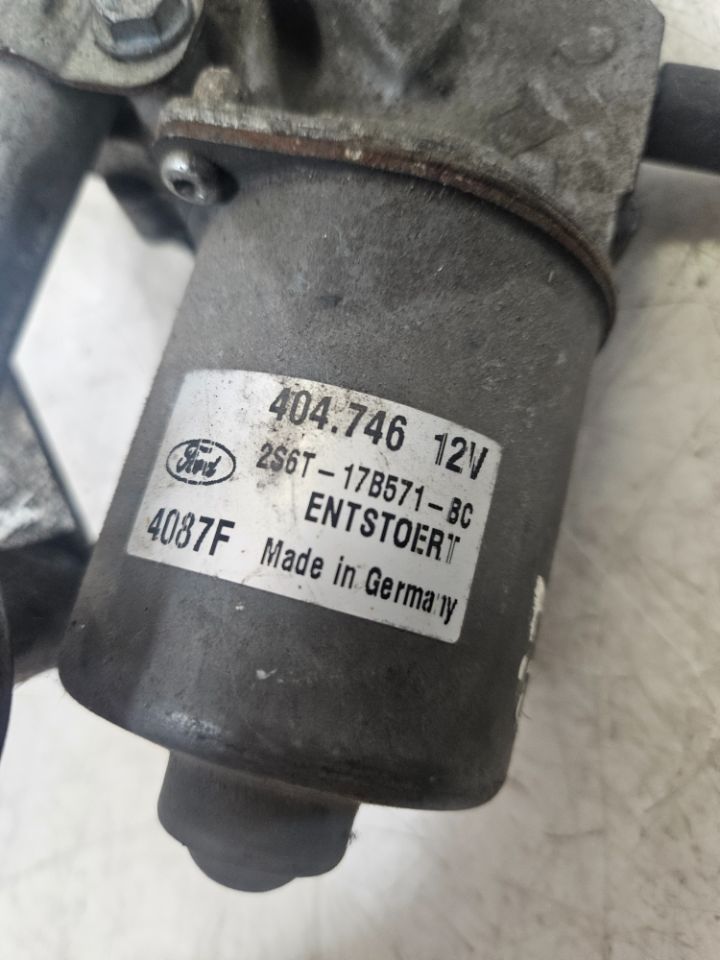 404.746 12V
Ford 2S6T-17B571-BC
ENTSTOERT
4087F Made in Germany